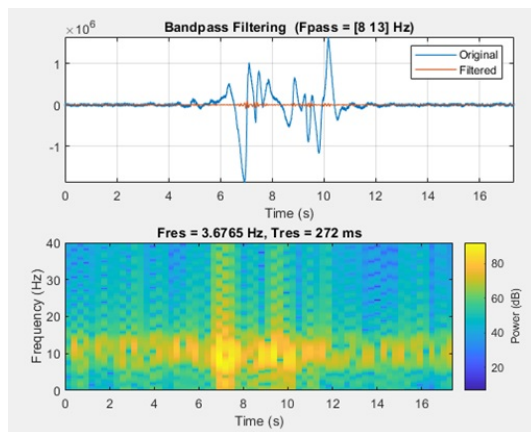 Bandpass Filtering (Fpass = [8 13] Hz)
×10⁶
1
0
-1
Original
Filtered
0 2 4 6 8 10 12 14 16
Time (s)
Fres = 3.6765 Hz, Tres = 272 ms
Frequency (Hz)
40
30
20
10
0
0 2 4 6 8 10 12 14 16
Time (s)
80
60
40
20
Power (dB)